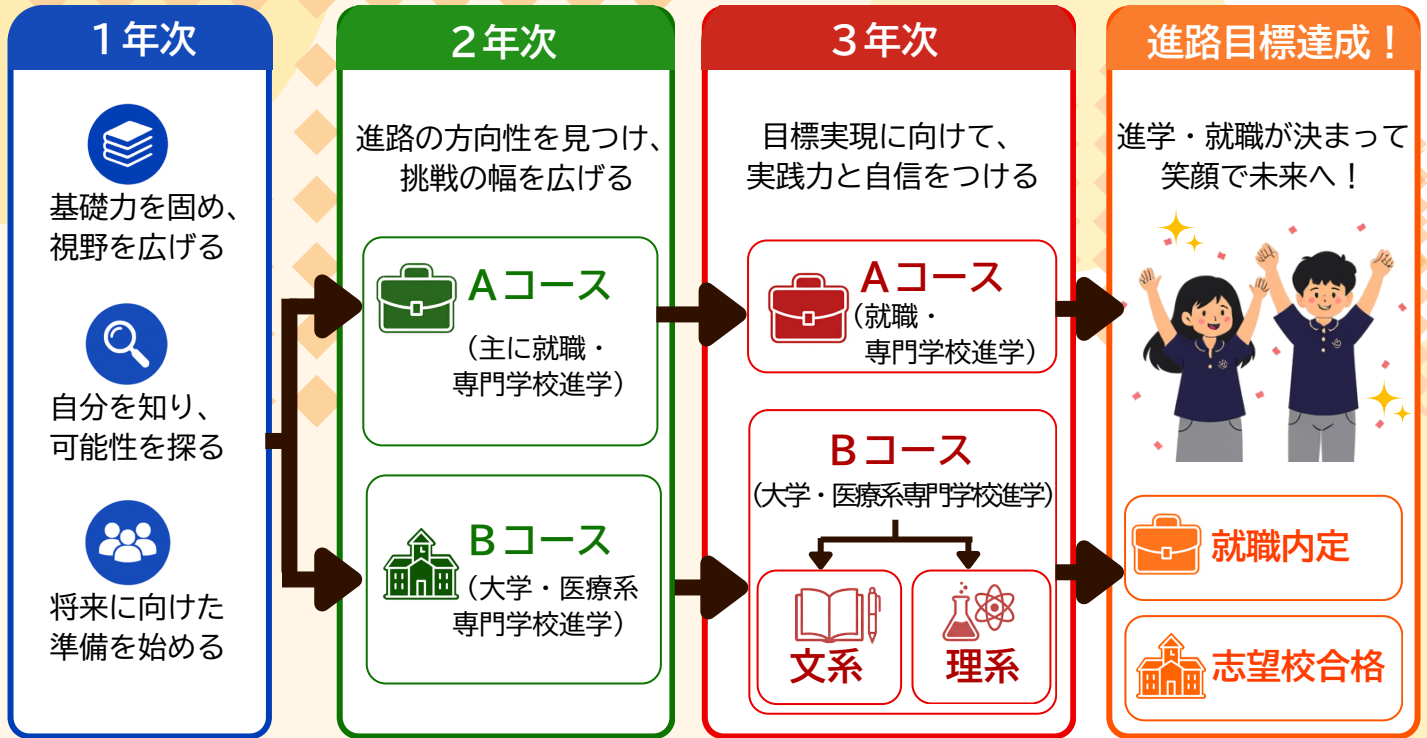 1年次
基礎力を固め、
視野を広げる
自分を知り、
可能性を探る
将来に向けた
準備を始める
2年次
進路の方向性を見つけ、
挑戦の幅を広げる
Aコース
（主に就職・
専門学校進学）
Bコース
（大学・医療系
専門学校進学）
3年次
目標実現に向けて、
実践力と自信をつける
Aコース
（就職・
専門学校進学）
Bコース
（大学・医療系専門学校進学）
文系
理系
進路目標達成！
進学・就職が決まって
笑顔で未来へ！
就職内定
志望校合格